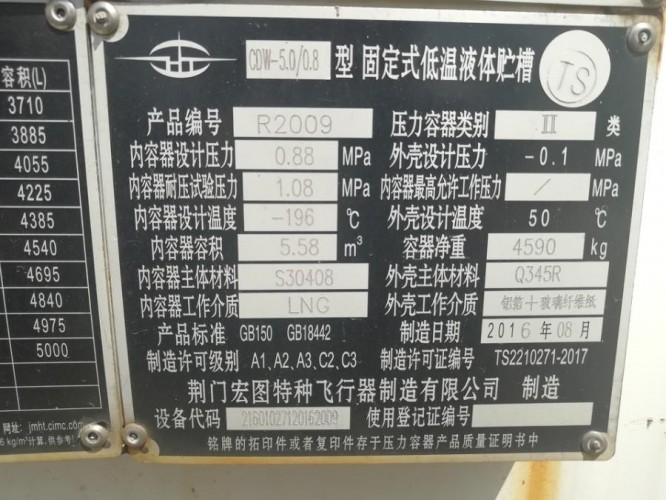 容积(L)
3710
3885
4055
4225
4385
4540
4695
4840
4975
5000
网址: jmht.cimc.com
kg/m³计算,供参考!
CDW-5.0/0.8 型 固定式低温液体贮槽 TS
产品编号 R2009 压力容器类别 II 类
内容器设计压力 0.88 MPa 外壳设计压力 -0.1 MPa
内容器耐压试验压力 1.08 MPa 内容器最高允许工作压力 / MPa
内容器设计温度 -196 ℃ 外壳设计温度 50 ℃
内容器容积 5.58 m³ 容器净重 4590 kg
内容器主体材料 S30408 外壳主体材料 Q345R
内容器工作介质 LNG 外壳工作介质 铝箔+玻璃纤维纸
产品标准 GB150 GB18442 制造日期 2016 年 08 月
制造许可级别 A1、A2、A3、C2、C3 制造许可证编号 TS2210271-2017
荆门宏图特种飞行器制造有限公司 制造
设备代码 21601027120162009 使用登记证编号
铭牌的拓印件或者复印件存于压力容器产品质量证明书中